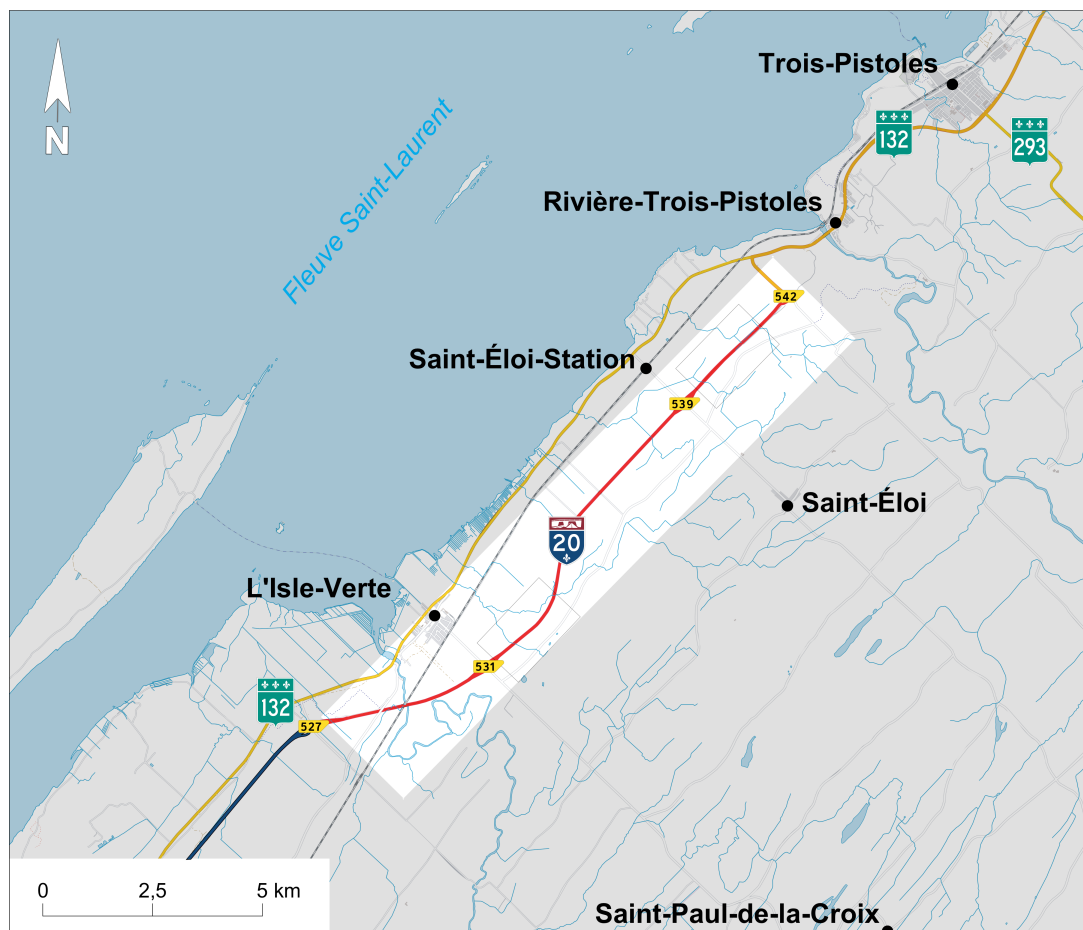 Trois-Pistoles
N
132
293
Rivière-Trois-Pistoles
Fleuve Saint-Laurent
542
Saint-Éloi-Station
539
Saint-Éloi
20
L'Isle-Verte
531
132
527
0 2,5 5 km
Saint-Paul-de-la-Croix